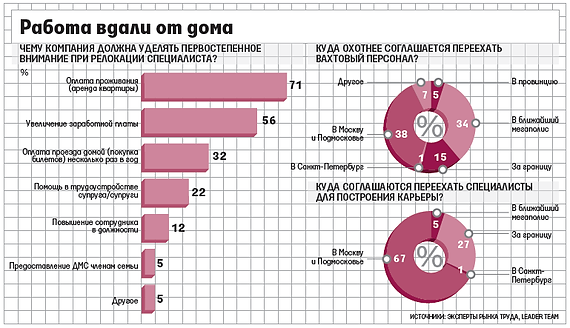 Работа вдали от дома
ЧЕМУ КОМПАНИЯ ДОЛЖНА УДЕЛЯТЬ ПЕРВОСТЕПЕННОЕ
ВНИМАНИЕ ПРИ РЕЛОКАЦИИ СПЕЦИАЛИСТА?
%
Оплата проживания
(аренда квартиры)
71
Увеличение заработной платы
56
Оплата проезда домой (покупка
билетов) несколько раз в год
32
Помощь в трудоустройстве
супруга/супруги
22
Повышение сотрудника
в должности
12
Предоставление ДМС членам семьи
5
Другое
5
КУДА ОХОТНЕЕ СОГЛАШАЕТСЯ ПЕРЕЕХАТЬ
ВАХТОВЫЙ ПЕРСОНАЛ?
Другое
7
5
В провинцию
34
В ближайший
мегаполис
%
В Москву
и Подмосковье
38
В Санкт-Петербург
1
15
За границу
КУДА СОГЛАШАЮТСЯ ПЕРЕЕХАТЬ СПЕЦИАЛИСТЫ
ДЛЯ ПОСТРОЕНИЯ КАРЬЕРЫ?
В ближайший
мегаполис
5
За границу
27
%
В Москву
и Подмосковье
67
1
В Санкт-
Петербург
ИСТОЧНИКИ: ЭКСПЕРТЫ РЫНКА ТРУДА, LEADER TEAM